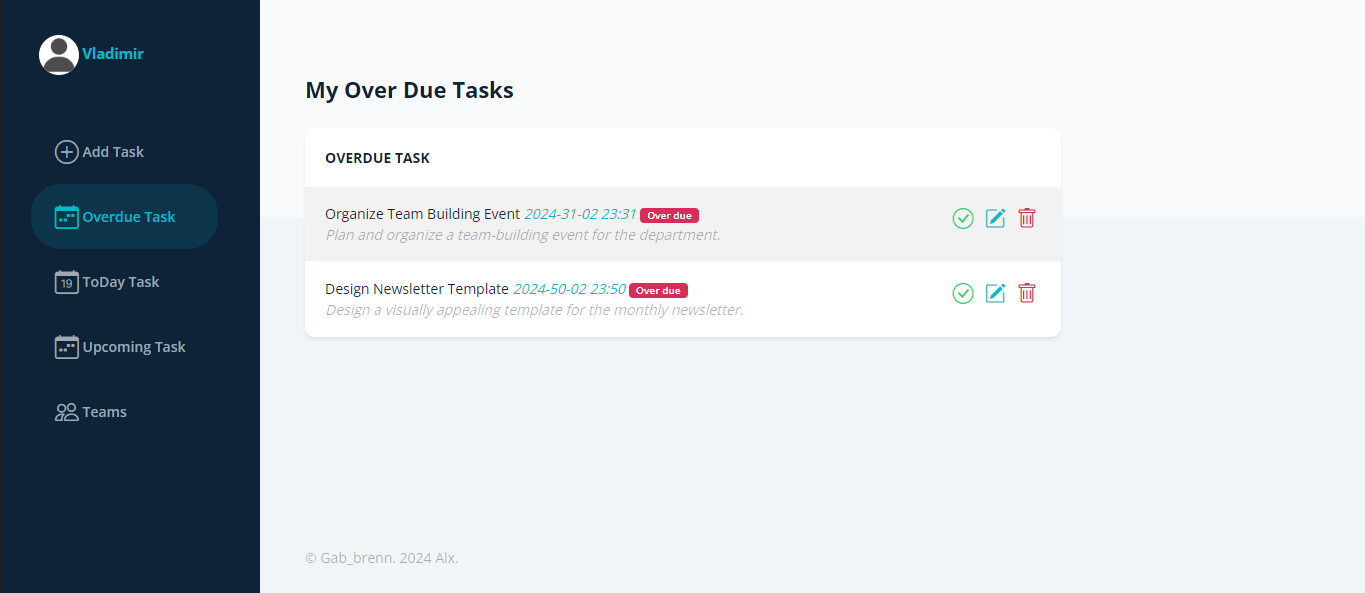 Vladimir
Add Task
Overdue Task
19
ToDay Task
Upcoming Task
Teams
My Over Due Tasks
OVERDUE TASK
Organize Team Building Event 2024-31-02 23:31 Over due
Plan and organize a team-building event for the department.
Design Newsletter Template 2024-50-02 23:50 Over due
Design a visually appealing template for the monthly newsletter.
© Gab_brenn. 2024 Alx.